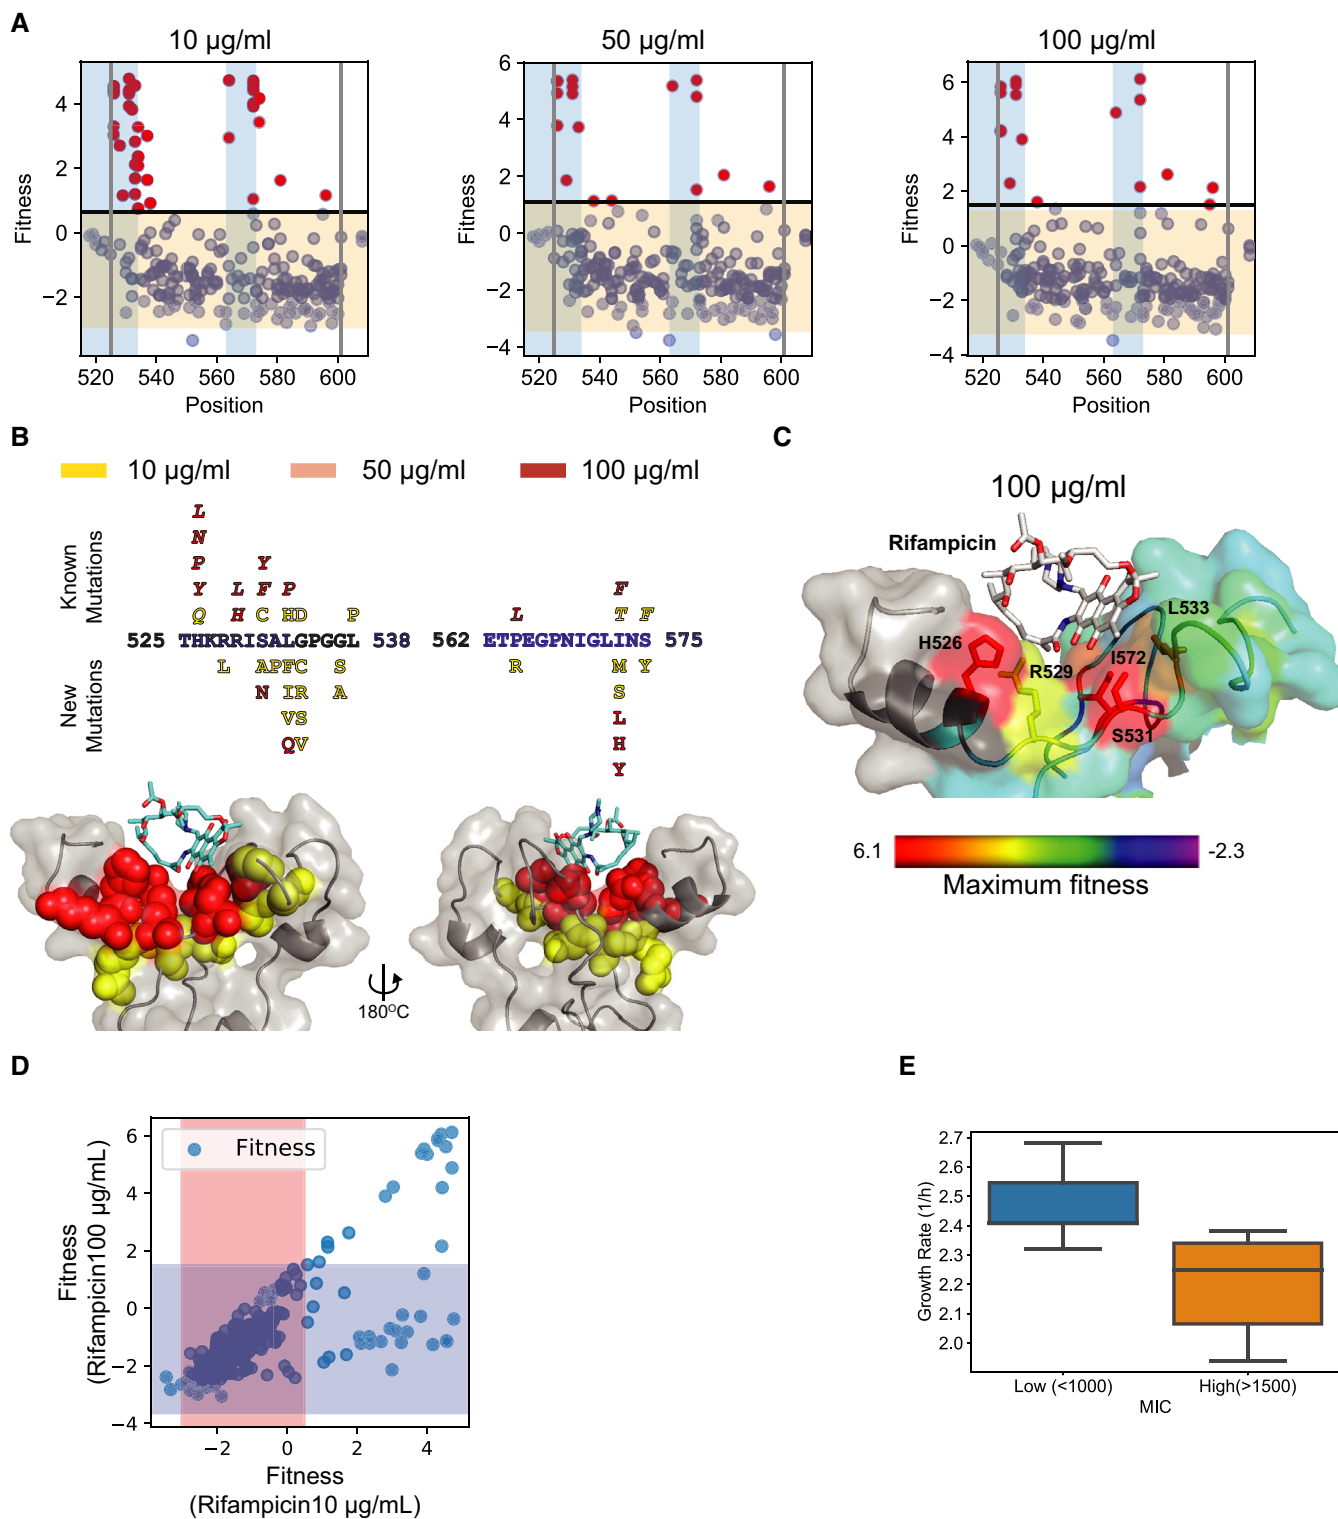 A
10 µg/ml
50 µg/ml
100 µg/ml
Fitness
4
2
0
−2
520 540 560 580 600
Position
Fitness
6
4
2
0
−2
−4
520 540 560 580 600
Position
Fitness
6
4
2
0
−2
−4
520 540 560 580 600
Position
B
10 µg/ml
50 µg/ml
100 µg/ml
Known Mutations
L
N
P Y
Y L F P F
Q H C HD P L T F
525 THKRRISALGPGGL 538 562 ETPEGPNIGLINS 575
New Mutations
L APFC S R M Y
N IR A S
VS L
QV H
Y
180°C
C
100 µg/ml
Rifampicin
H526
R529
I572
L533
S531
6.1
-2.3
Maximum fitness
D
Fitness
Fitness
(Rifampicin100 µg/mL)
6
4
2
0
−2
−4
−2 0 2 4
Fitness
(Rifampicin10 µg/mL)
E
Growth Rate (1/h)
2.7
2.6
2.5
2.4
2.3
2.2
2.1
2.0
Low (<1000)
High(>1500)
MIC